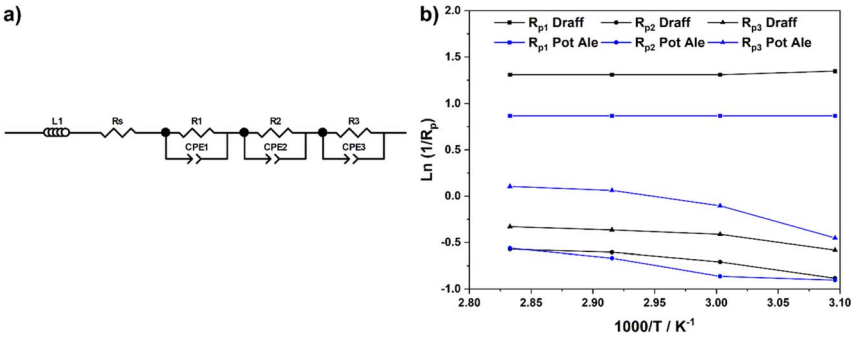 a)
L1
Rs
R1
R2
R3
CPE1
CPE2
CPE3
b)
Rp1 Draff
Rp2 Draff
Rp3 Draff
Rp1 Pot Ale
Rp2 Pot Ale
Rp3 Pot Ale
2.0
1.5
1.0
0.5
0.0
-0.5
-1.0
Ln (1/Rp)
2.80
2.85
2.90
2.95
3.00
3.05
3.10
1000/T / K-1